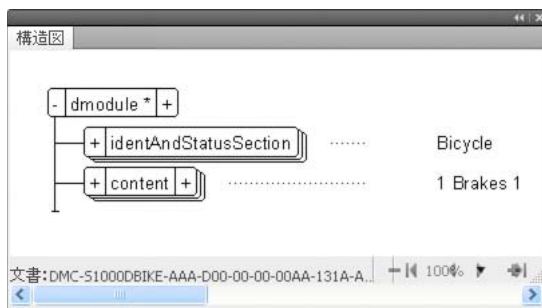 構造図
- dmodule * +
+ identAndStatusSection ········ Bicycle
+ content + ························· 1 Brakes 1
文書:DMC-S1000DBIKE-AAA-D00-00-00-00AA-131A-A... 100%